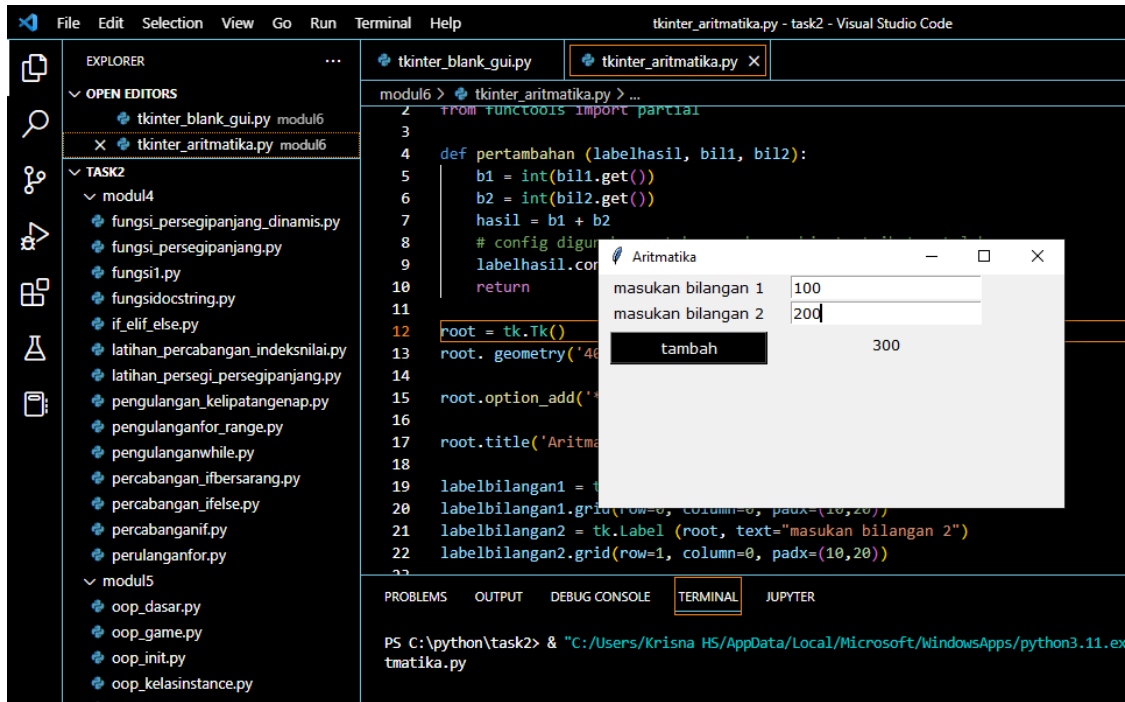 File Edit Selection View Go Run Terminal Help tkinter_aritmatika.py - task2 - Visual Studio Code
EXPLORER ...
OPEN EDITORS
tkinter_blank_gui.py modul6
tkinter_aritmatika.py modul6
TASK2
modul4
fungsi_persegipanjang_dinamis.py
fungsi_persegipanjang.py
fungsi1.py
fungsidocstring.py
if_elif_else.py
latihan_percabangan_indeksnilai.py
latihan_persegi_persegipanjang.py
pengulangan_kelipatangenap.py
pengulanganfor_range.py
pengulanganwhile.py
percabangan_ifbersarang.py
percabangan_ifelse.py
percabanganif.py
perulanganfor.py
modul5
oop_dasar.py
oop_game.py
oop_init.py
oop_kelasinstance.py
tkinter_blank_gui.py tkinter_aritmatika.py
modul6 > tkinter_aritmatika.py > ...
2 from functools import partial
3
4 def pertambahan (labelhasil, bil1, bil2):
5 b1 = int(bil1.get())
6 b2 = int(bil2.get())
7 hasil = b1 + b2
8 # config digun
9 labelhasil.con
10 return
11
12 root = tk.Tk()
13 root. geometry('40
14
15 root.option_add('*
16
17 root.title('Aritma
18
19 labelbilangan1 = t
20 labelbilangan1.grid(row=0, column=0, padx=(10,20))
21 labelbilangan2 = tk.Label (root, text="masukan bilangan 2")
22 labelbilangan2.grid(row=1, column=0, padx=(10,20))
23
Aritmatika
masukan bilangan 1 100
masukan bilangan 2 200
tambah 300
PROBLEMS OUTPUT DEBUG CONSOLE TERMINAL JUPYTER
PS C:\python\task2> & "C:/Users/Krisna HS/AppData/Local/Microsoft/WindowsApps/python3.11.ex
tmatika.py